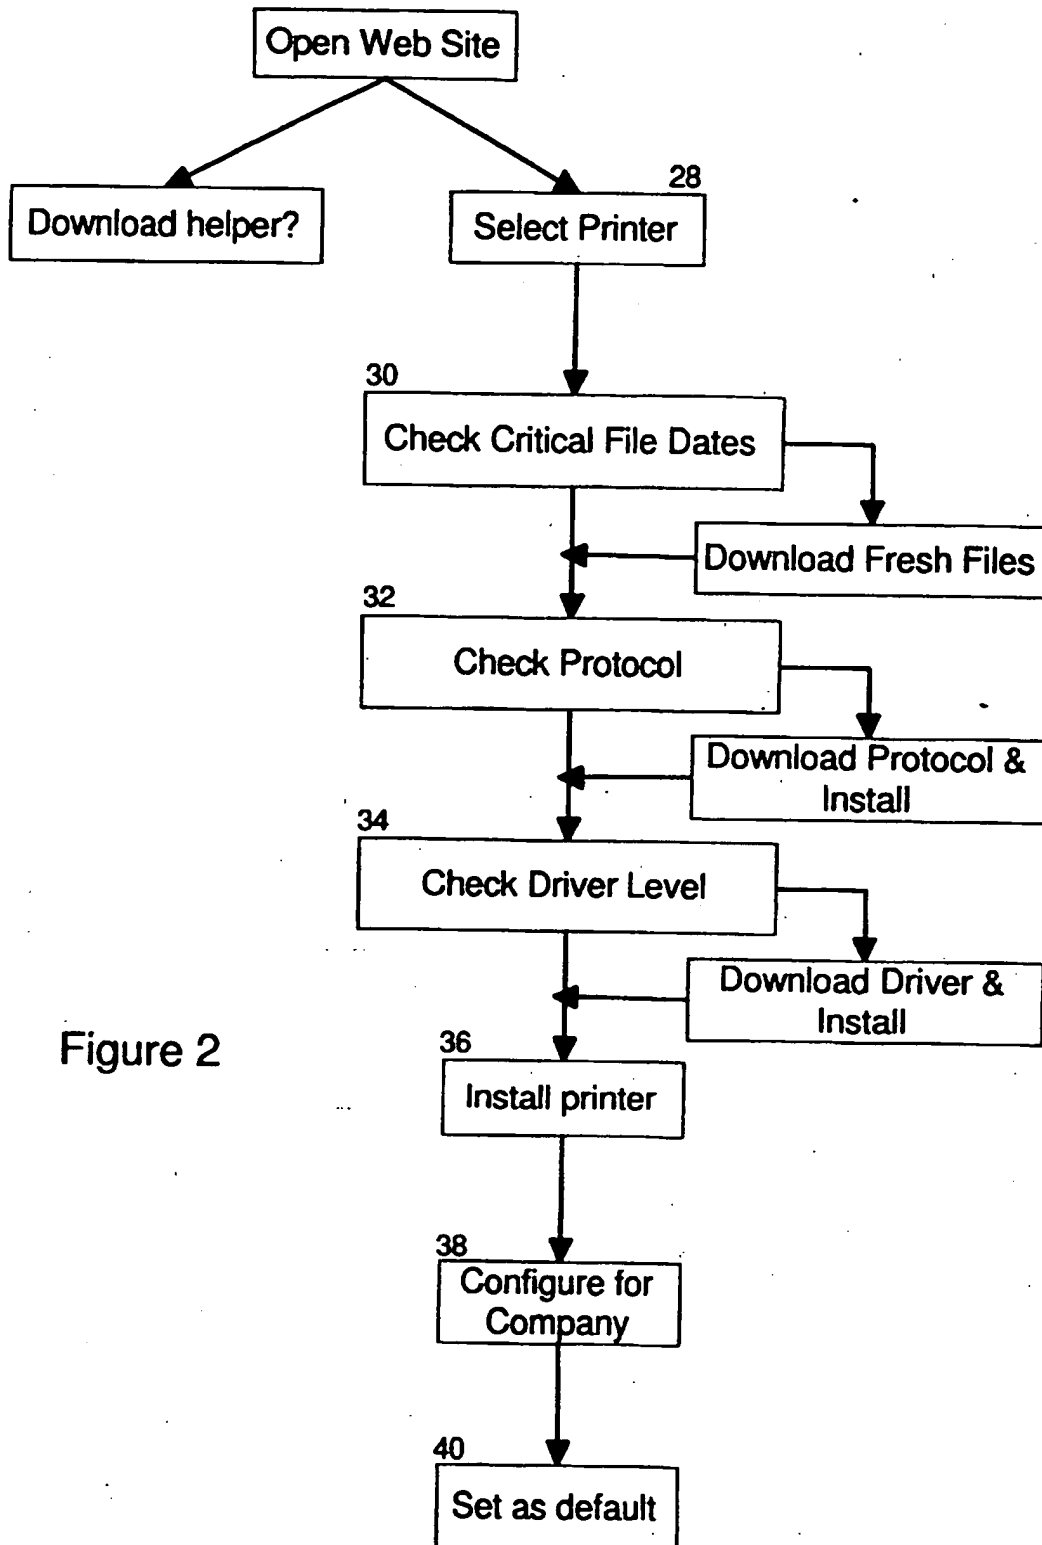 Open Web Site
Download helper?
28
Select Printer
30
Check Critical File Dates
Download Fresh Files
32
Check Protocol
Download Protocol &
Install
34
Check Driver Level
Download Driver &
Install
Figure 2
36
Install printer
38
Configure for
Company
40
Set as default